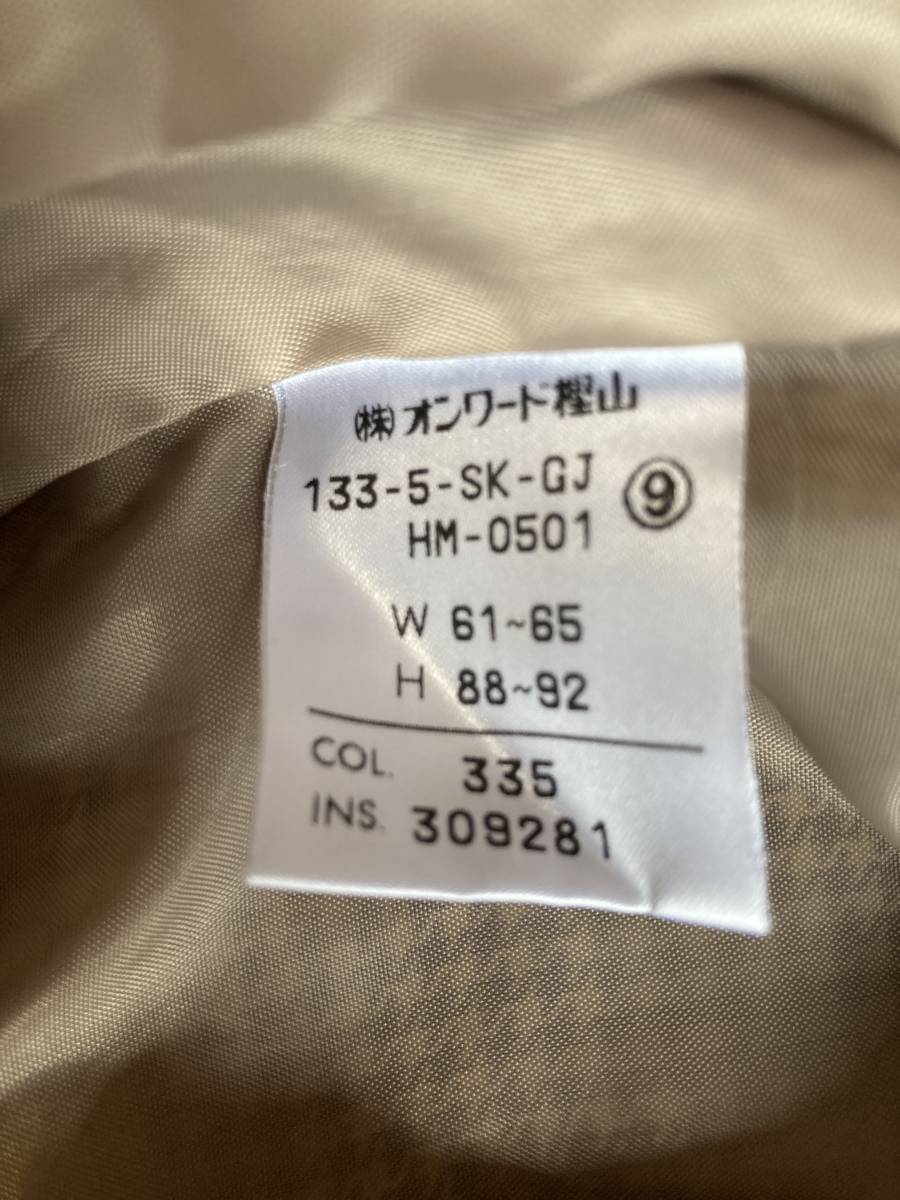 (株)オンワード樫山
133-5-SK-GJ ⑨
HM-0501
W 61~65
H 88~92
COL. 335
INS. 309281